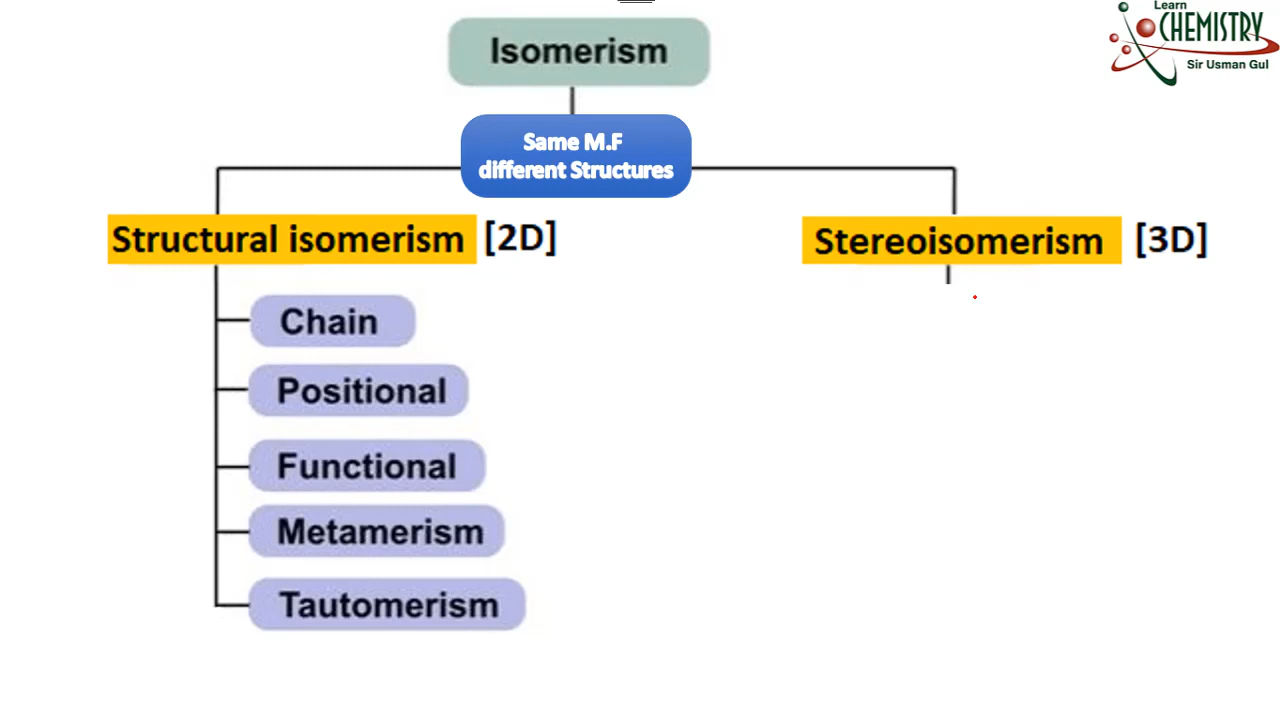 Learn
CHEMISTRY
Sir Usman Gul
Isomerism
Same M.F
different Structures
Structural isomerism [2D]
Stereoisomerism [3D]
Chain
Positional
Functional
Metamerism
Tautomerism